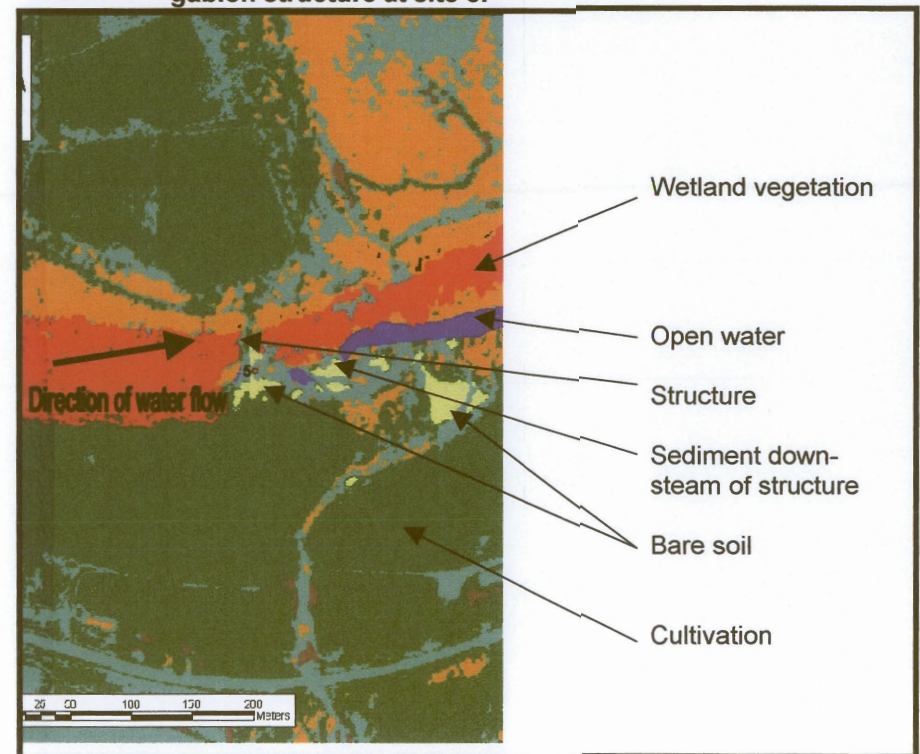 gabion structure at site 5.
Wetland vegetation
Open water
Structure
Direction of water flow
Sediment down-
steam of structure
Bare soil
Cultivation
100
200
Meters